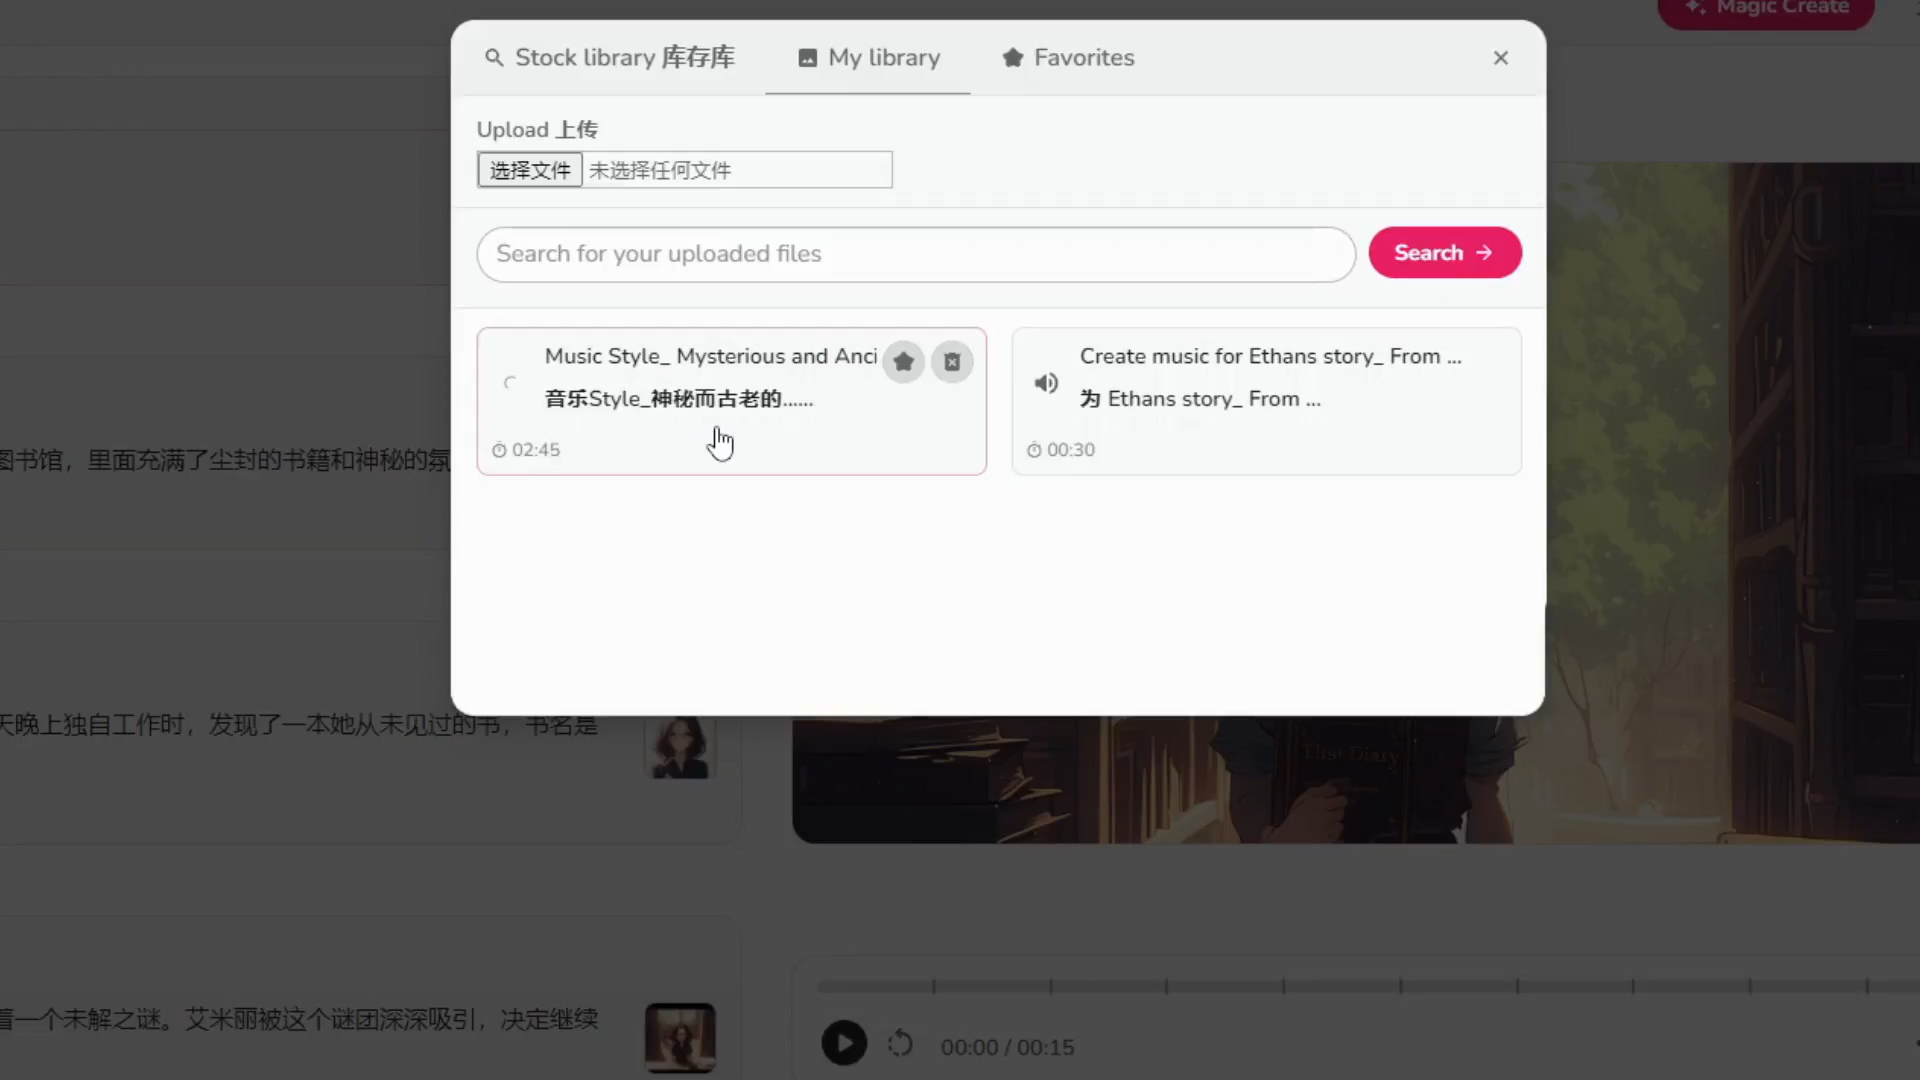 Magic Create
Stock library 库存库
My library
Favorites
Upload 上传
选择文件 未选择任何文件
Search for your uploaded files
Search
Music Style_ Mysterious and Anci
音乐Style_神秘而古老的......
02:45
Create music for Ethans story_ From ...
为 Ethans story_ From ...
00:30
图书馆，里面充满了尘封的书籍和神秘的氛
天晚上独自工作时，发现了一本她从未见过的书，书名是
着一个未解之谜。艾米丽被这个谜团深深吸引，决定继续
Diary
00:00 / 00:15